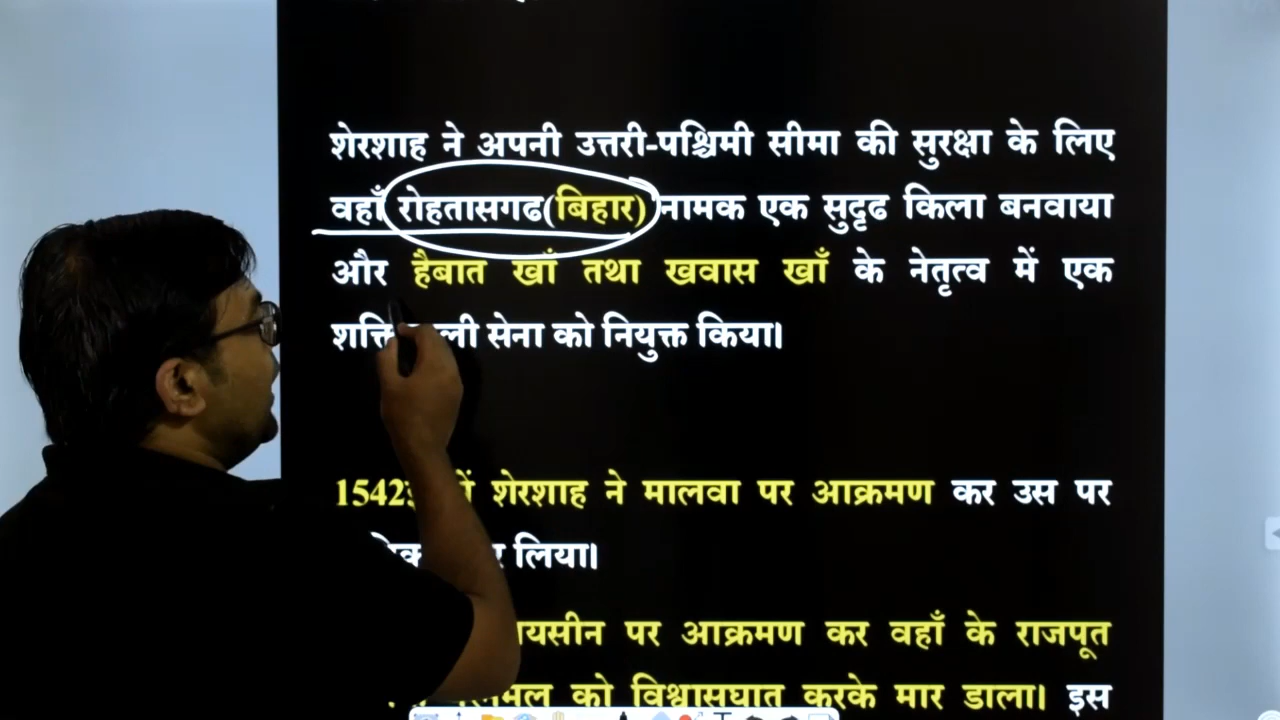 शेरशाह ने अपनी उत्तरी-पश्चिमी सीमा की सुरक्षा के लिए
वहाँ रोहतासगढ(बिहार) नामक एक सुदृढ किला बनवाया
और हैबात खाँ तथा खवास खाँ के नेतृत्व में एक
सेना को नियुक्त किया।
शेरशाह ने मालवा पर आक्रमण कर उस पर
लिया।
पर आक्रमण कर वहाँ के राजपूत
को विश्वासघात करके मार डाला। इस